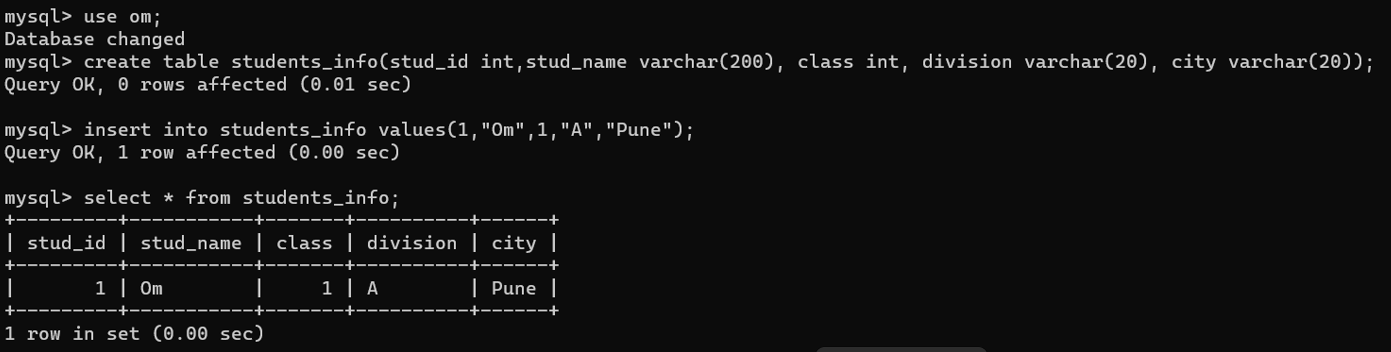 mysql> use om;
Database changed
mysql> create table students_info(stud_id int,stud_name varchar(200), class int, division varchar(20), city varchar(20));
Query OK, 0 rows affected (0.01 sec)

mysql> insert into students_info values(1,"Om",1,"A","Pune");
Query OK, 1 row affected (0.00 sec)

mysql> select * from students_info;
+---------+-----------+-------+----------+------+
| stud_id | stud_name | class | division | city |
+---------+-----------+-------+----------+------+
|       1 | Om        |     1 | A        | Pune |
+---------+-----------+-------+----------+------+
1 row in set (0.00 sec)